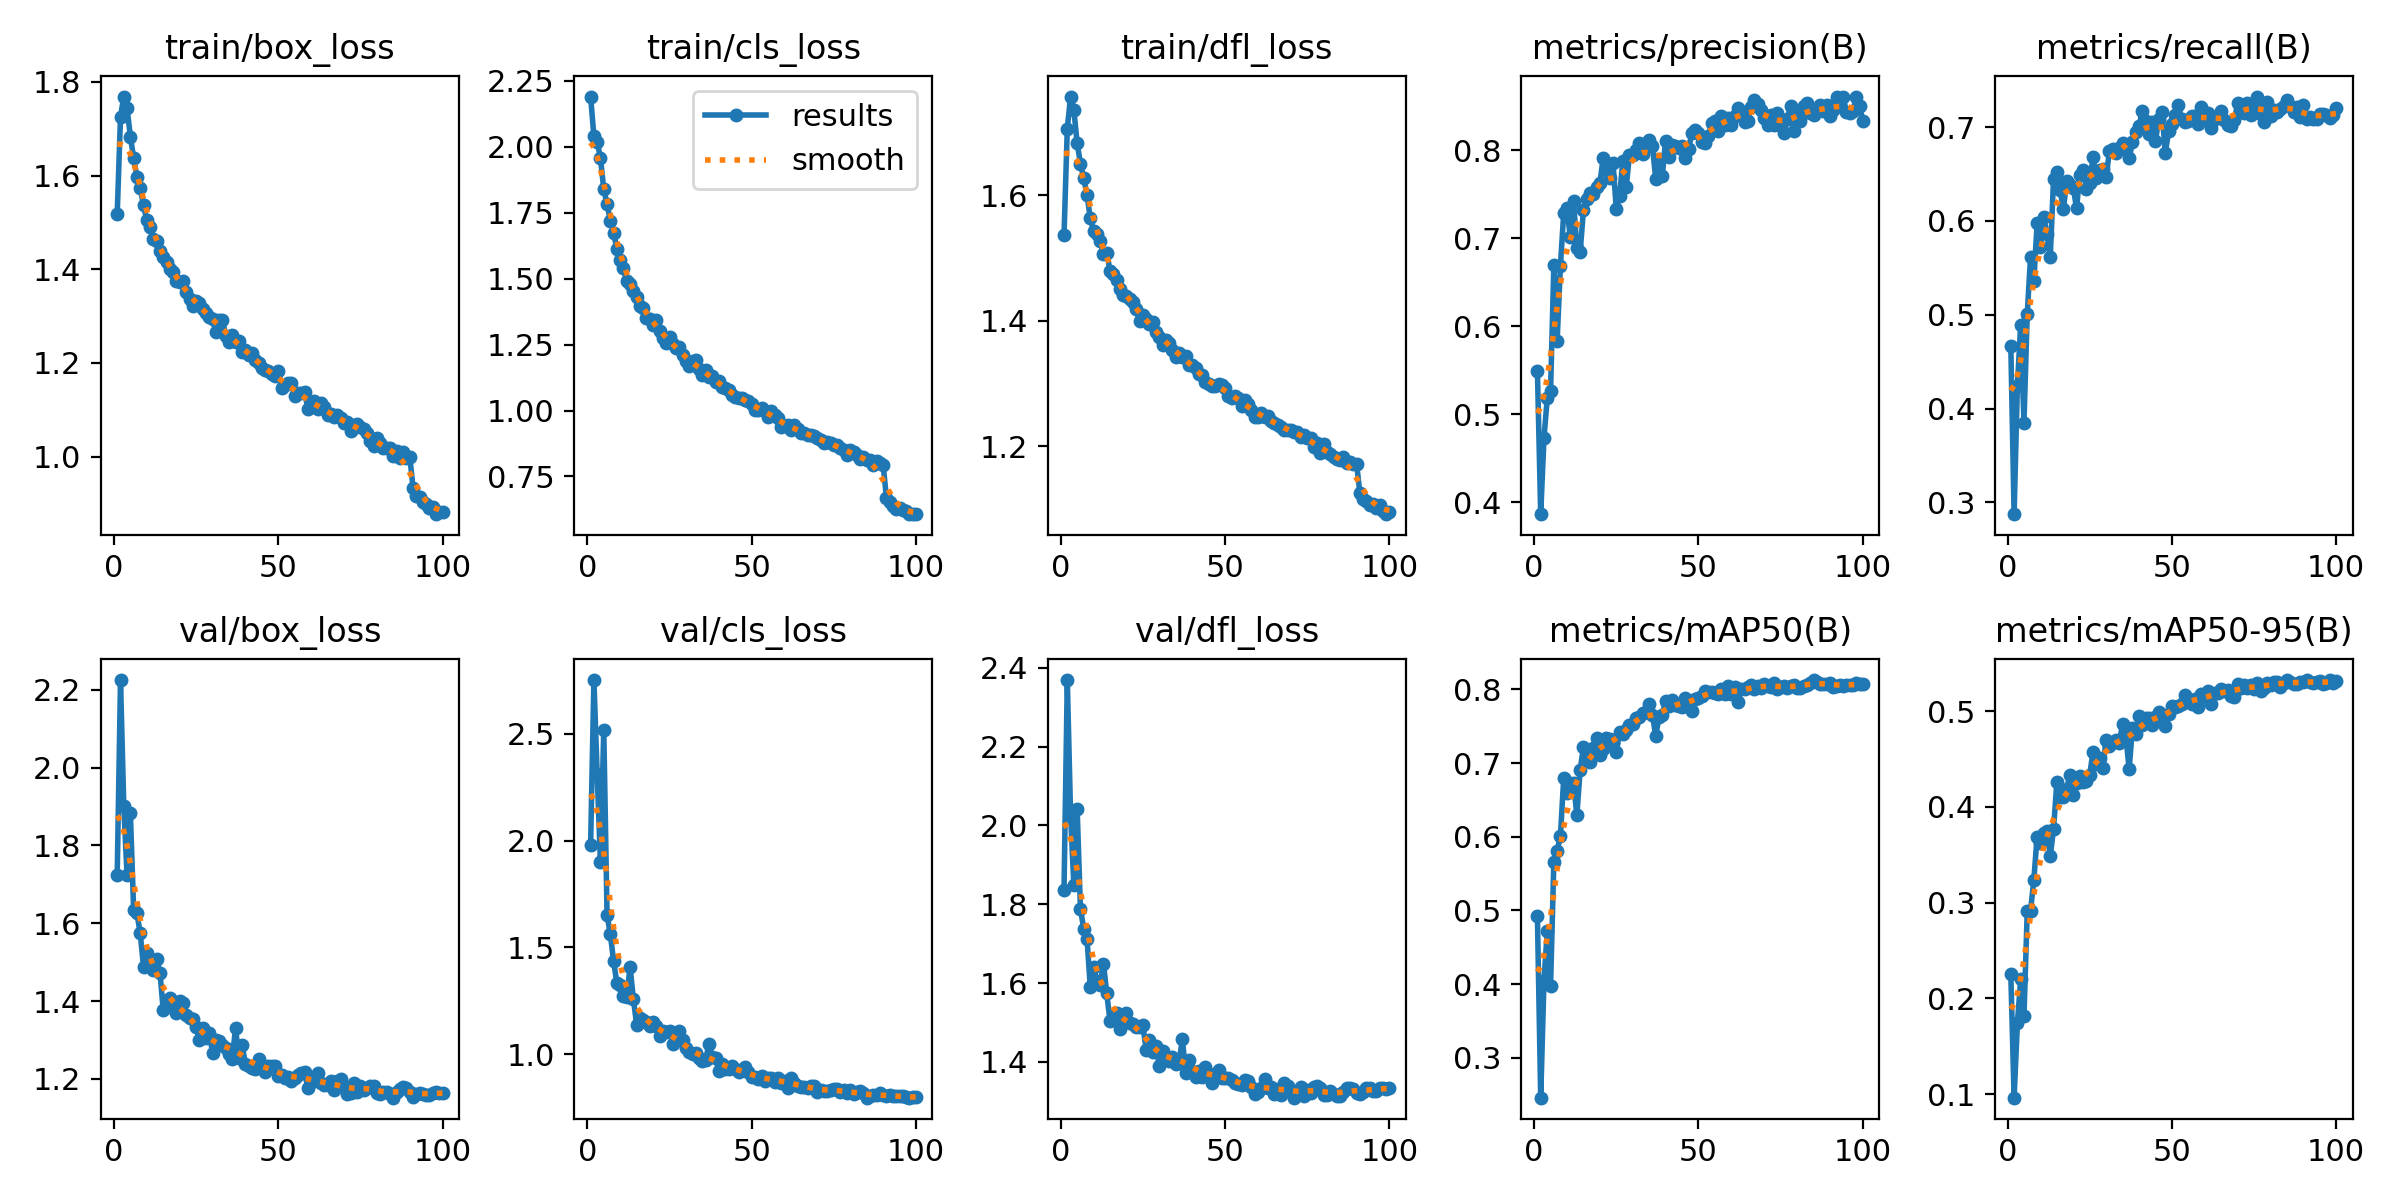 train/box_loss
train/cls_loss
train/dfl_loss
metrics/precision(B)
metrics/recall(B)
1.8
1.6
1.4
1.2
1.0
0 50 100
2.25
2.00
1.75
1.50
1.25
1.00
0.75
results
smooth
0 50 100
1.6
1.4
1.2
0 50 100
0.8
0.7
0.6
0.5
0.4
0 50 100
0.7
0.6
0.5
0.4
0.3
0 50 100
val/box_loss
val/cls_loss
val/dfl_loss
metrics/mAP50(B)
metrics/mAP50-95(B)
2.2
2.0
1.8
1.6
1.4
1.2
0 50 100
2.5
2.0
1.5
1.0
0 50 100
2.4
2.2
2.0
1.8
1.6
1.4
0 50 100
0.8
0.7
0.6
0.5
0.4
0.3
0 50 100
0.5
0.4
0.3
0.2
0.1
0 50 100